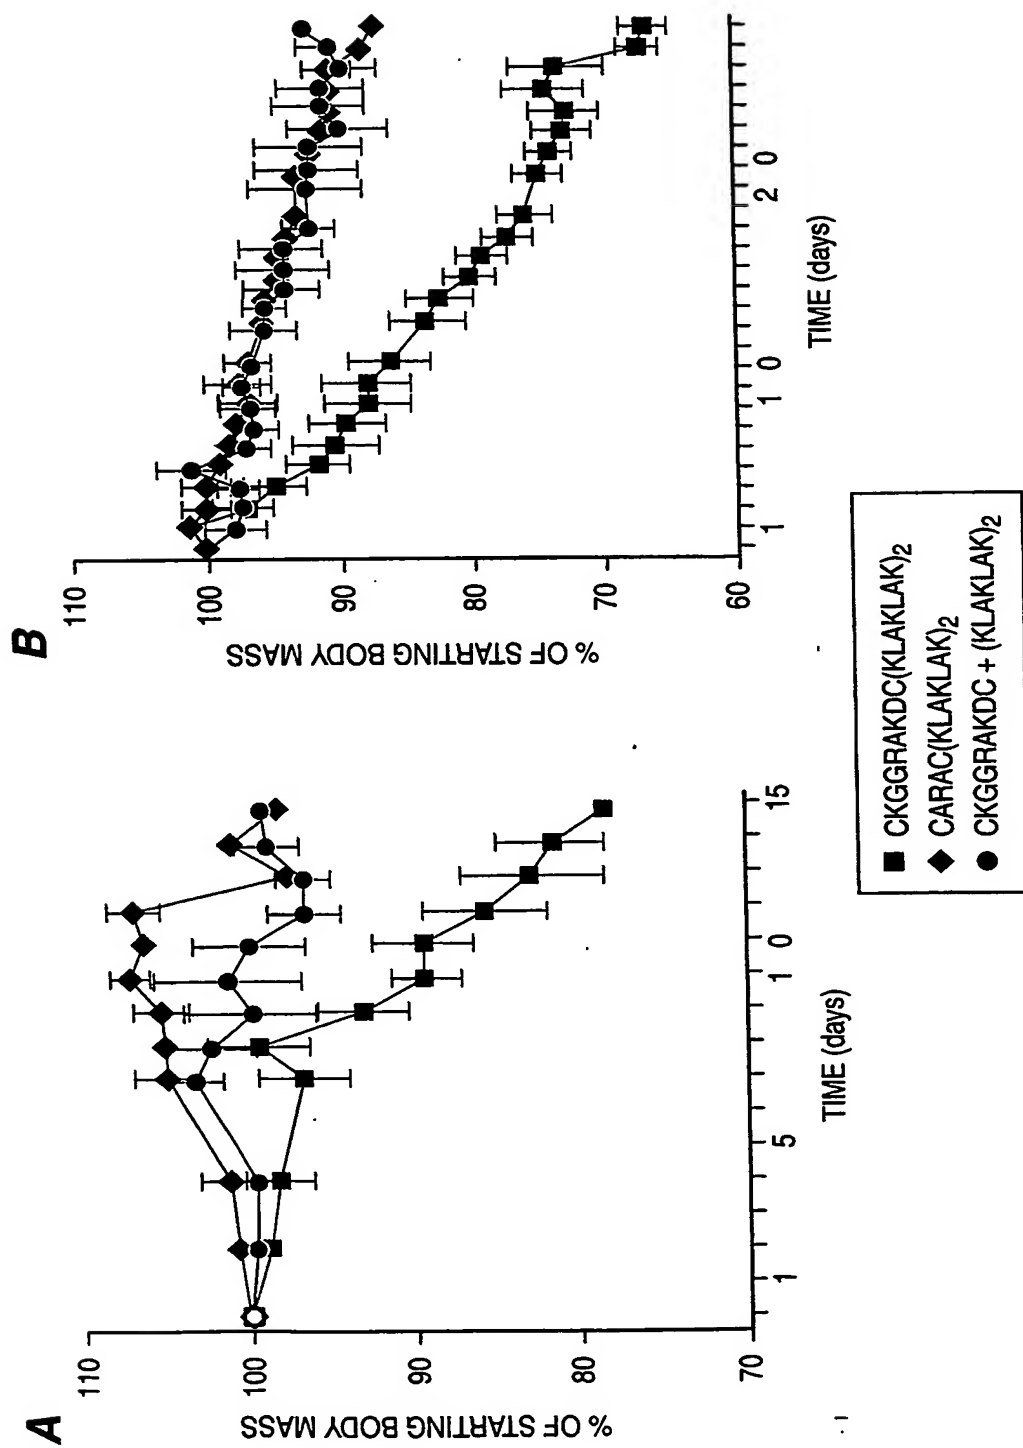 A
110
100
90
80
70
% OF STARTING BODY MASS
1
5
1 0
15
TIME (days)
B
110
100
90
80
70
60
% OF STARTING BODY MASS
1
1 0
2 0
TIME (days)
■ CKGGRAKDC(KLAKLAK)2
◆ CARAC(KLAKLAK)2
● CKGGRAKDC + (KLAKLAK)2